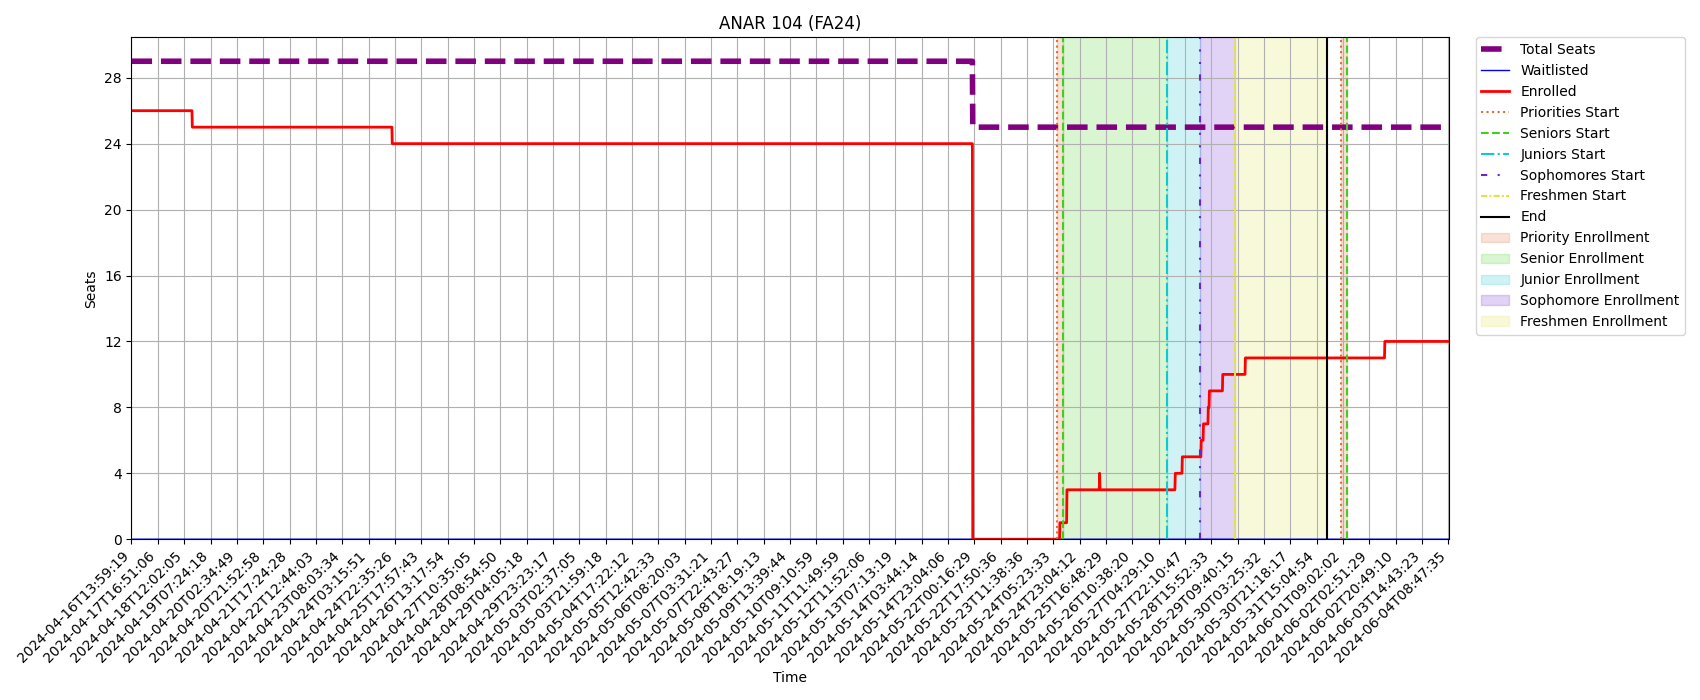 ANAR 104 (FA24)
Seats
28
24
20
16
12
8
4
0
2024-04-16T13:59:19
2024-04-17T16:51:06
2024-04-18T12:02:05
2024-04-19T07:24:18
2024-04-20T02:34:49
2024-04-20T21:52:58
2024-04-21T17:24:28
2024-04-22T12:44:03
2024-04-23T08:03:34
2024-04-24T03:15:51
2024-04-24T22:35:26
2024-04-25T17:57:43
2024-04-26T13:17:54
2024-04-27T10:35:05
2024-04-28T08:54:50
2024-04-29T04:05:18
2024-04-29T23:23:17
2024-05-03T02:37:05
2024-05-03T21:59:18
2024-05-04T17:22:12
2024-05-05T12:42:33
2024-05-06T08:20:03
2024-05-07T03:31:21
2024-05-07T22:43:27
2024-05-08T18:19:13
2024-05-09T13:39:44
2024-05-10T09:10:59
2024-05-11T11:49:59
2024-05-12T11:52:06
2024-05-13T07:13:19
2024-05-14T03:44:14
2024-05-14T23:04:06
2024-05-22T00:16:29
2024-05-22T17:50:36
2024-05-23T11:38:36
2024-05-24T05:23:33
2024-05-24T23:04:12
2024-05-25T16:48:29
2024-05-26T10:38:20
2024-05-27T04:29:10
2024-05-27T22:10:47
2024-05-28T15:52:33
2024-05-29T09:40:15
2024-05-30T03:25:32
2024-05-30T21:18:17
2024-05-31T15:04:54
2024-06-01T09:02:02
2024-06-02T02:51:29
2024-06-02T20:49:10
2024-06-03T14:43:23
2024-06-04T08:47:35
Time
Total Seats
Waitlisted
Enrolled
Priorities Start
Seniors Start
Juniors Start
Sophomores Start
Freshmen Start
End
Priority Enrollment
Senior Enrollment
Junior Enrollment
Sophomore Enrollment
Freshmen Enrollment